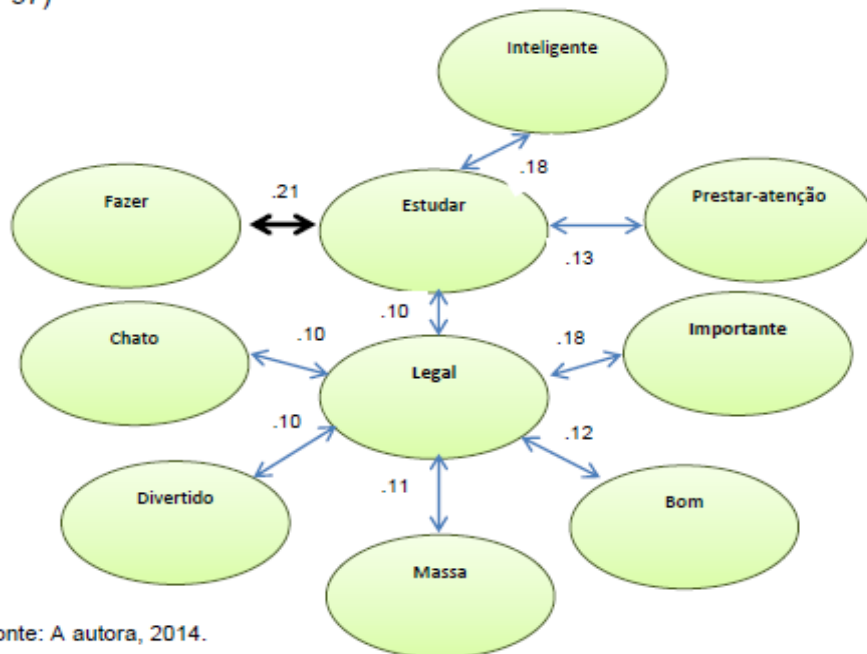 37)
Inteligente
.18
Fazer
.21
Estudar
Prestar-atenção
.13
.10
Chato
.10
Legal
.18
Importante
.10
.12
Divertido
.11
Bom
Massa
onte: A autora, 2014.